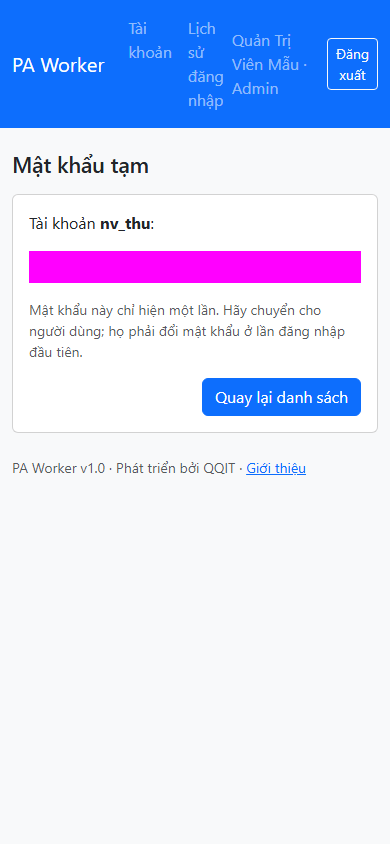 PA Worker
Tài
khoản
Lịch
sử
đăng
nhập
Quản Trị
Viên Mẫu ·
Admin
Đăng
xuất
Mật khẩu tạm
Tài khoản nv_thu:
Mật khẩu này chỉ hiện một lần. Hãy chuyển cho
người dùng; họ phải đổi mật khẩu ở lần đăng nhập
đầu tiên.
Quay lại danh sách
PA Worker v1.0 · Phát triển bởi QQIT · Giới thiệu